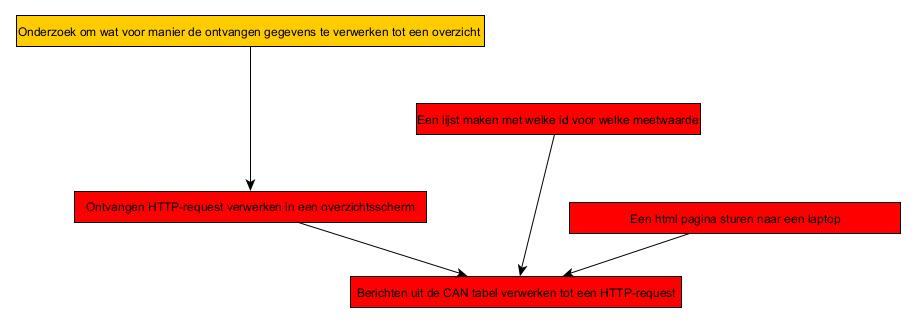 Onderzoek om wat voor manier de ontvangen gegevens te verwerken tot een overzicht
Een lijst maken met welke id voor welke meetwaarde
Ontvangen HTTP-request verwerken in een overzichtsscherm
Een html pagina sturen naar een laptop
Berichten uit de CAN tabel verwerken tot een HTTP-request